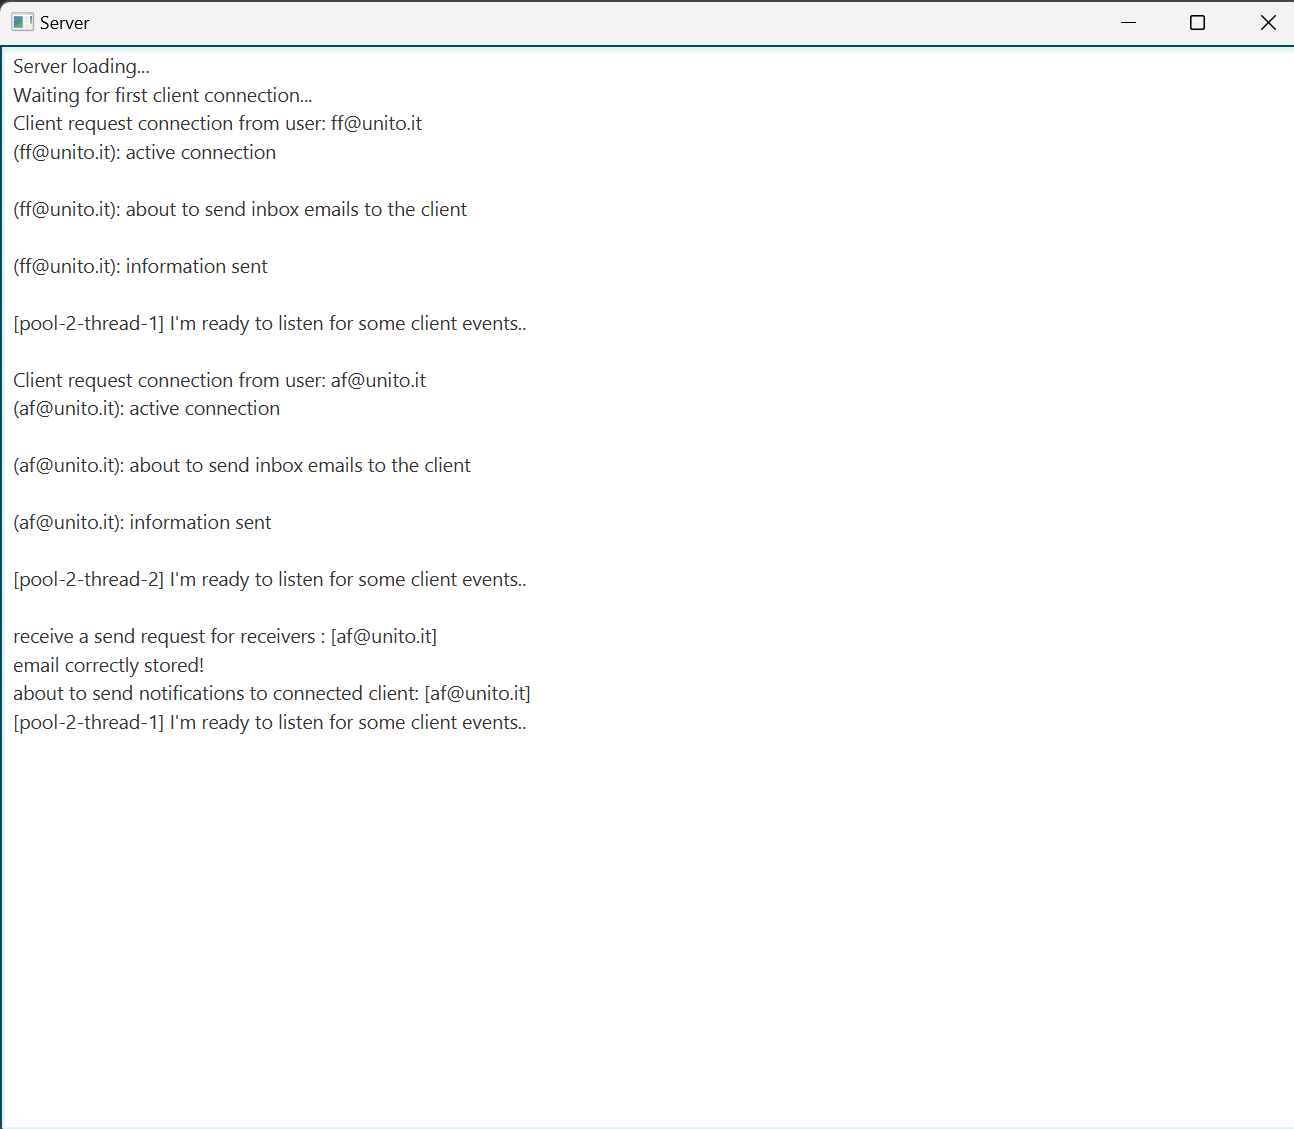 Server
Server loading...
Waiting for first client connection...
Client request connection from user: ff@unito.it
(ff@unito.it): active connection
(ff@unito.it): about to send inbox emails to the client
(ff@unito.it): information sent
[pool-2-thread-1] I'm ready to listen for some client events..
Client request connection from user: af@unito.it
(af@unito.it): active connection
(af@unito.it): about to send inbox emails to the client
(af@unito.it): information sent
[pool-2-thread-2] I'm ready to listen for some client events..
receive a send request for receivers : [af@unito.it]
email correctly stored!
about to send notifications to connected client: [af@unito.it]
[pool-2-thread-1] I'm ready to listen for some client events..